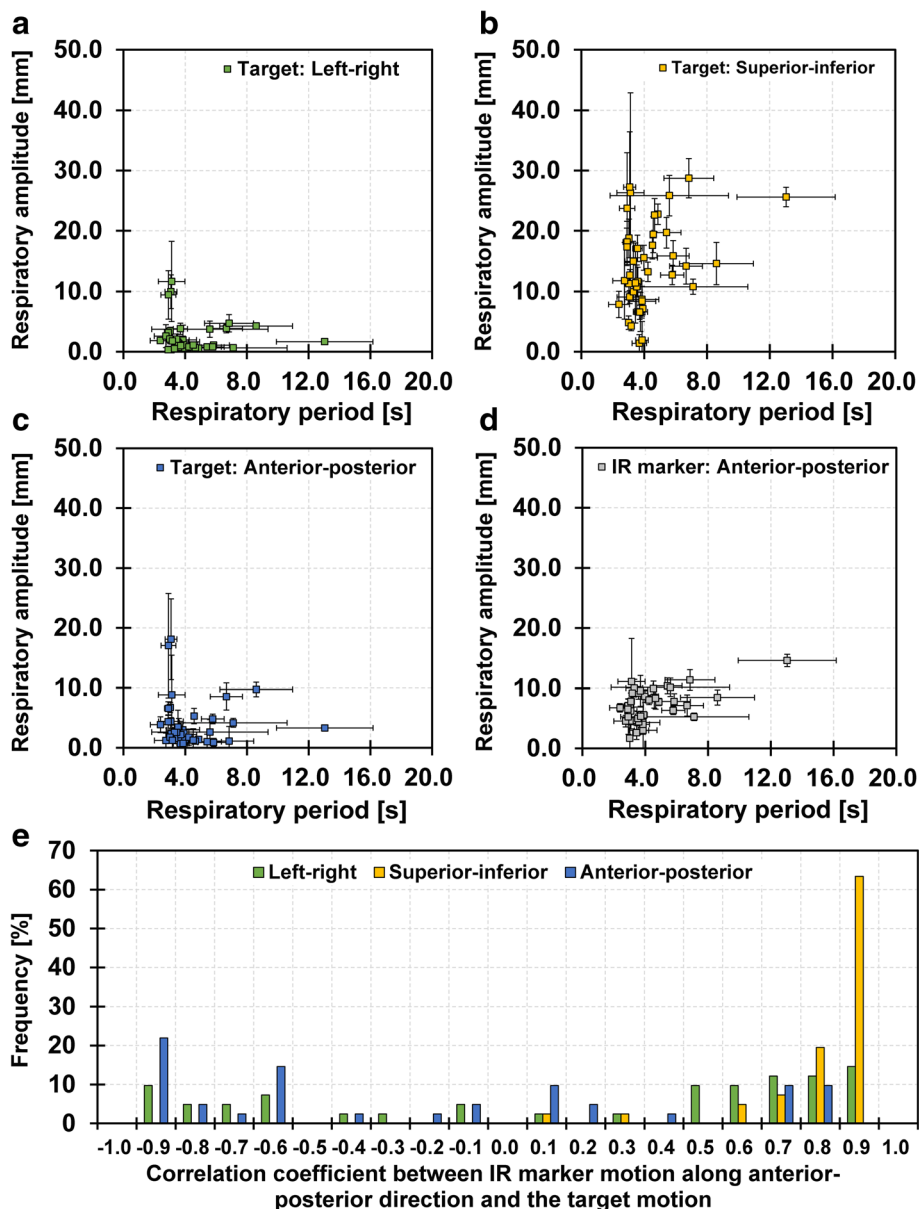 a
b
Respiratory amplitude [mm]
50.0
40.0
30.0
20.0
10.0
0.0
Target: Left-right
0.0 4.0 8.0 12.0 16.0 20.0
Respiratory period [s]
Respiratory amplitude [mm]
50.0
40.0
30.0
20.0
10.0
0.0
Target: Superior-inferior
0.0 4.0 8.0 12.0 16.0 20.0
Respiratory period [s]
c
d
Respiratory amplitude [mm]
50.0
40.0
30.0
20.0
10.0
0.0
Target: Anterior-posterior
0.0 4.0 8.0 12.0 16.0 20.0
Respiratory period [s]
Respiratory amplitude [mm]
50.0
40.0
30.0
20.0
10.0
0.0
IR marker: Anterior-posterior
0.0 4.0 8.0 12.0 16.0 20.0
Respiratory period [s]
e
Frequency [%]
70
60
50
40
30
20
10
0
Left-right Superior-inferior Anterior-posterior
-1.0 -0.9 -0.8 -0.7 -0.6 -0.5 -0.4 -0.3 -0.2 -0.1 0.0 0.1 0.2 0.3 0.4 0.5 0.6 0.7 0.8 0.9 1.0
Correlation coefficient between IR marker motion along anterior-
posterior direction and the target motion